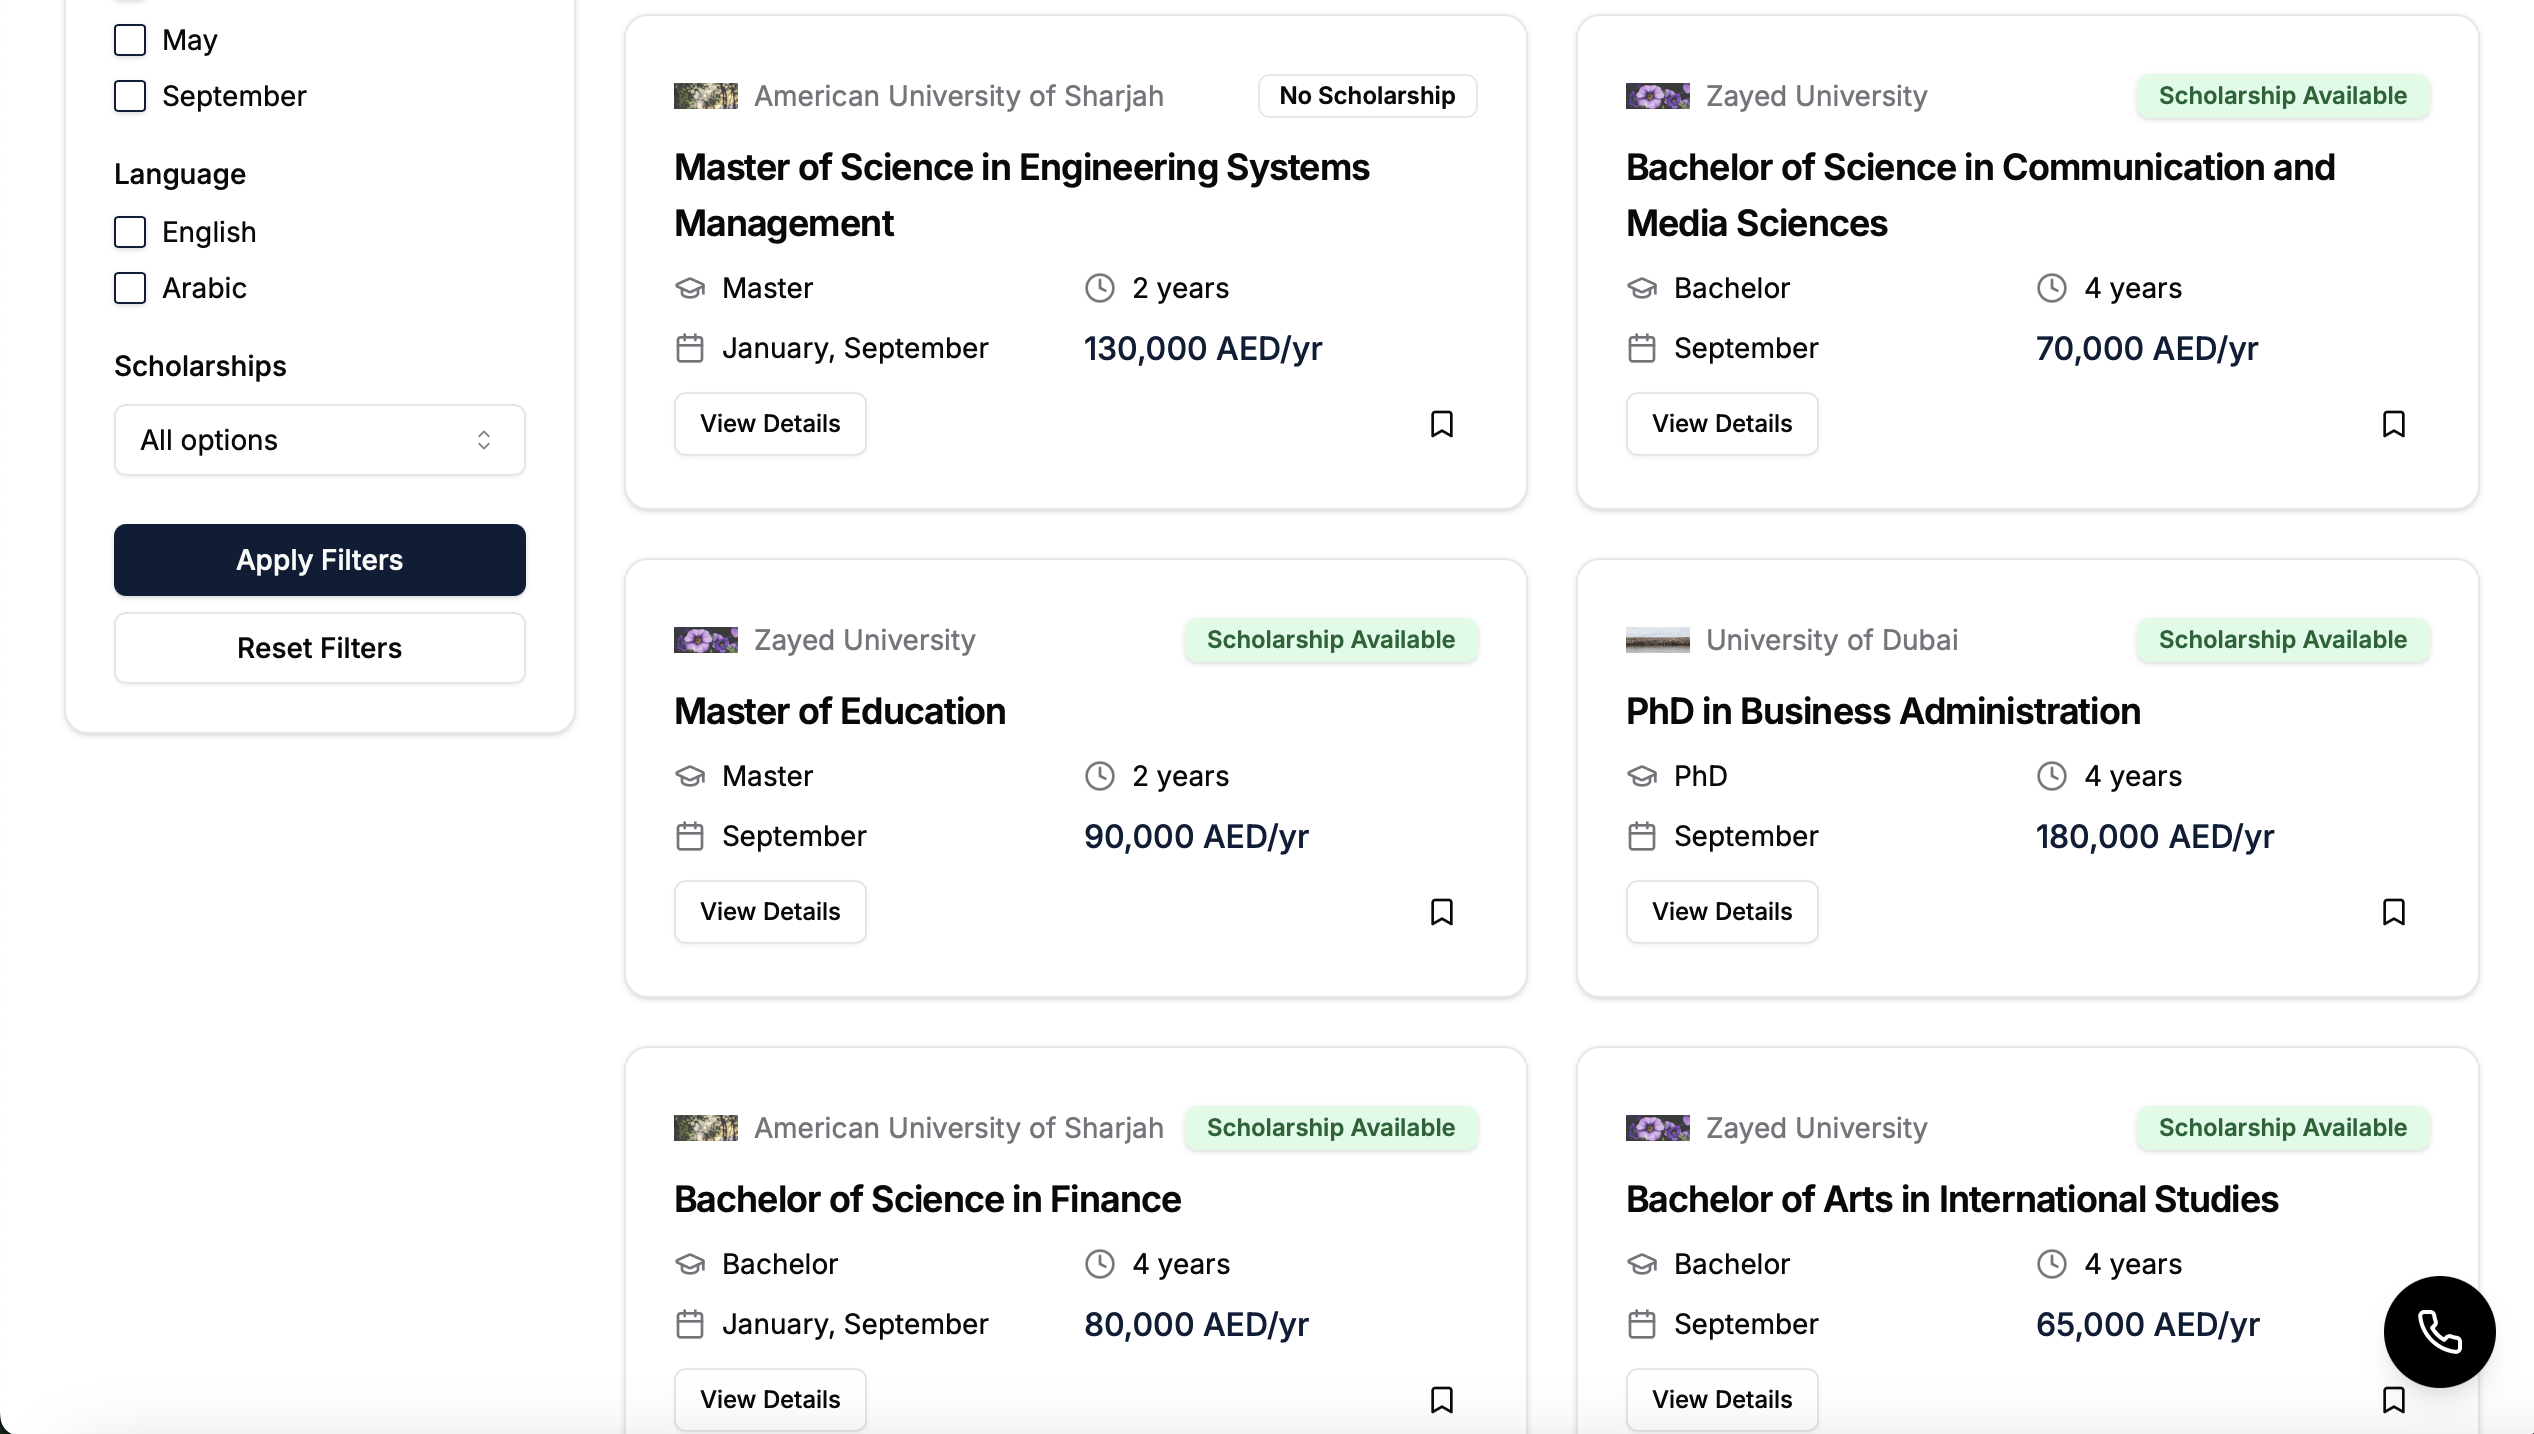 May
September
Language
English
Arabic
Scholarships
All options
Apply Filters
Reset Filters
American University of Sharjah
No Scholarship
Master of Science in Engineering Systems
Management
Master
2 years
January, September
130,000 AED/yr
View Details
Zayed University
Scholarship Available
Bachelor of Science in Communication and
Media Sciences
Bachelor
4 years
September
70,000 AED/yr
View Details
Zayed University
Scholarship Available
Master of Education
Master
2 years
September
90,000 AED/yr
View Details
University of Dubai
Scholarship Available
PhD in Business Administration
PhD
4 years
September
180,000 AED/yr
View Details
American University of Sharjah
Scholarship Available
Bachelor of Science in Finance
Bachelor
4 years
January, September
80,000 AED/yr
View Details
Zayed University
Scholarship Available
Bachelor of Arts in International Studies
Bachelor
4 years
September
65,000 AED/yr
View Details